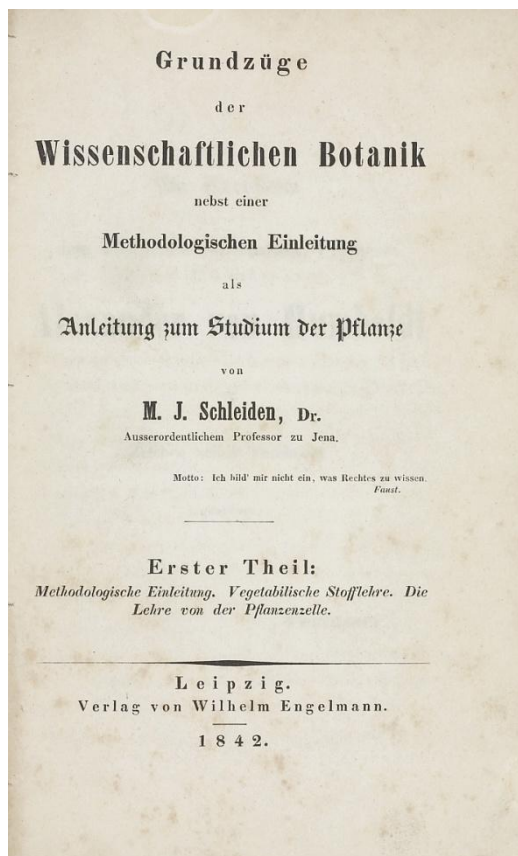 Grundzüge
der
Wissenschaftlichen Botanik
nebst einer
Methodologischen Einleitung
als
Anleitung zum Studium der Pflanze
von
M. J. Schleiden, Dr.
Ausserordentlichem Professor zu Jena.
Motto: Ich bild' mir nicht ein, was Rechtes zu wissen.
Faust.
Erster Theil:
Methodologische Einleitung. Vegetabilische Stofflehre. Die
Lehre von der Pflanzenzelle.
Leipzig.
Verlag von Wilhelm Engelmann.
1842.